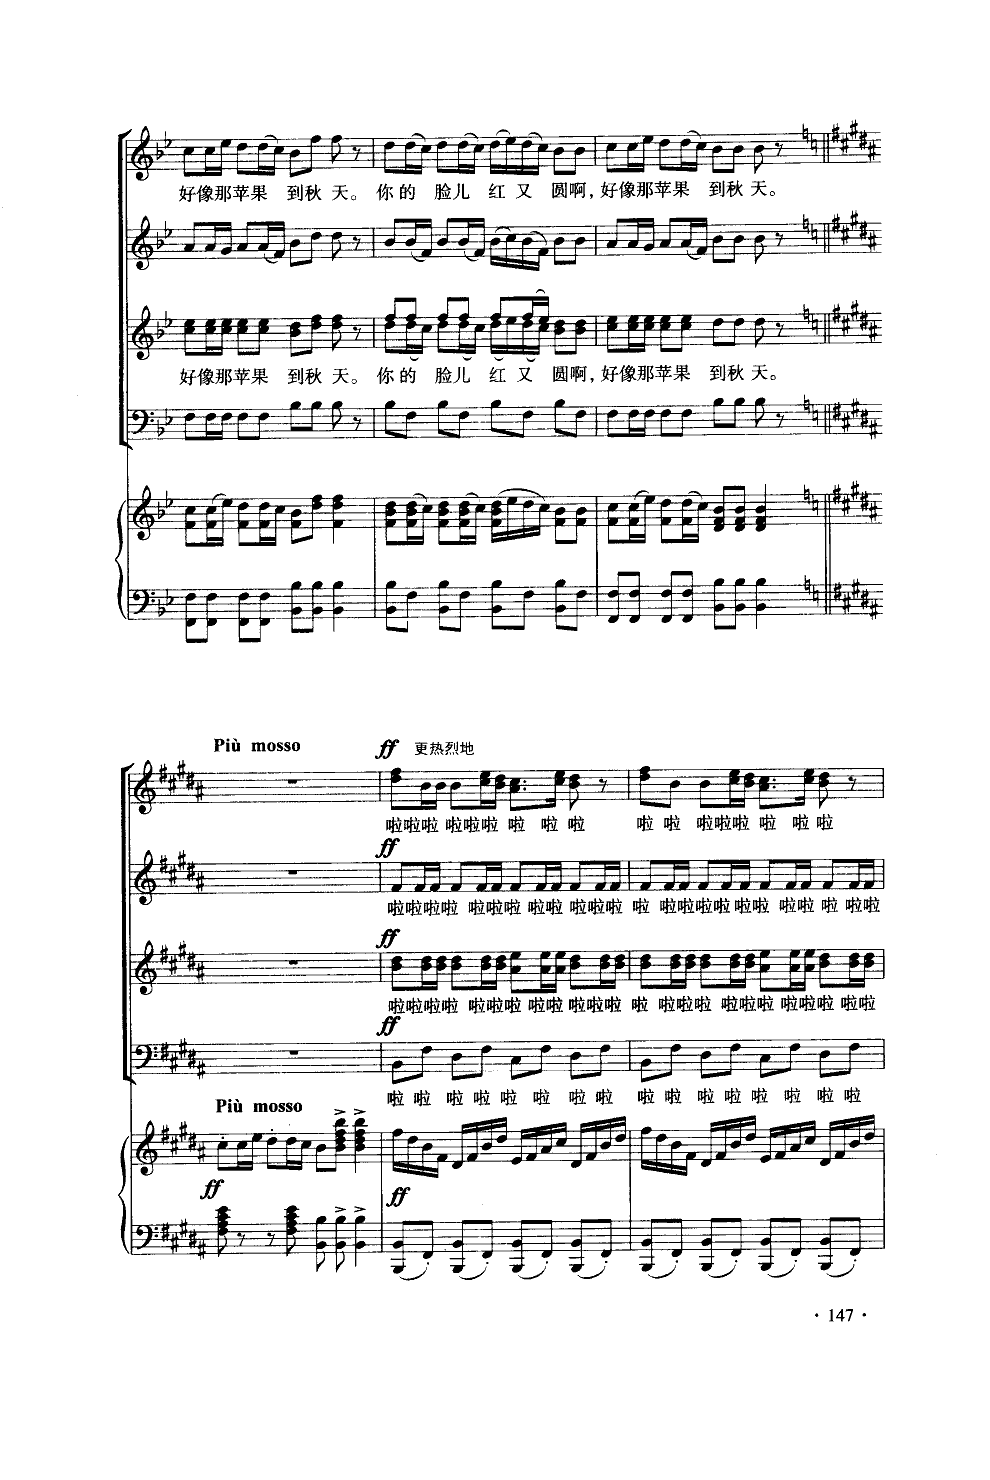 好像那苹果 到秋 天。你的 脸儿 红 又 圆啊,好像那苹果 到秋 天。
好像那苹果 到秋 天。你的 脸儿 红 又 圆啊,好像那苹果 到秋 天。
Più mosso ff 更热烈地
啦啦啦 啦啦啦 啦 啦 啦 啦 啦 啦啦啦 啦 啦 啦
ff
啦啦啦啦 啦啦啦 啦啦啦 啦啦啦 啦 啦啦啦 啦啦啦 啦啦啦 啦 啦啦
ff
啦啦啦啦 啦啦啦 啦啦啦 啦啦啦 啦 啦啦啦 啦啦啦 啦啦啦 啦 啦啦
ff
啦 啦 啦 啦 啦 啦 啦 啦 啦 啦 啦 啦 啦 啦 啦 啦
Più mosso
ff ff
· 147 ·